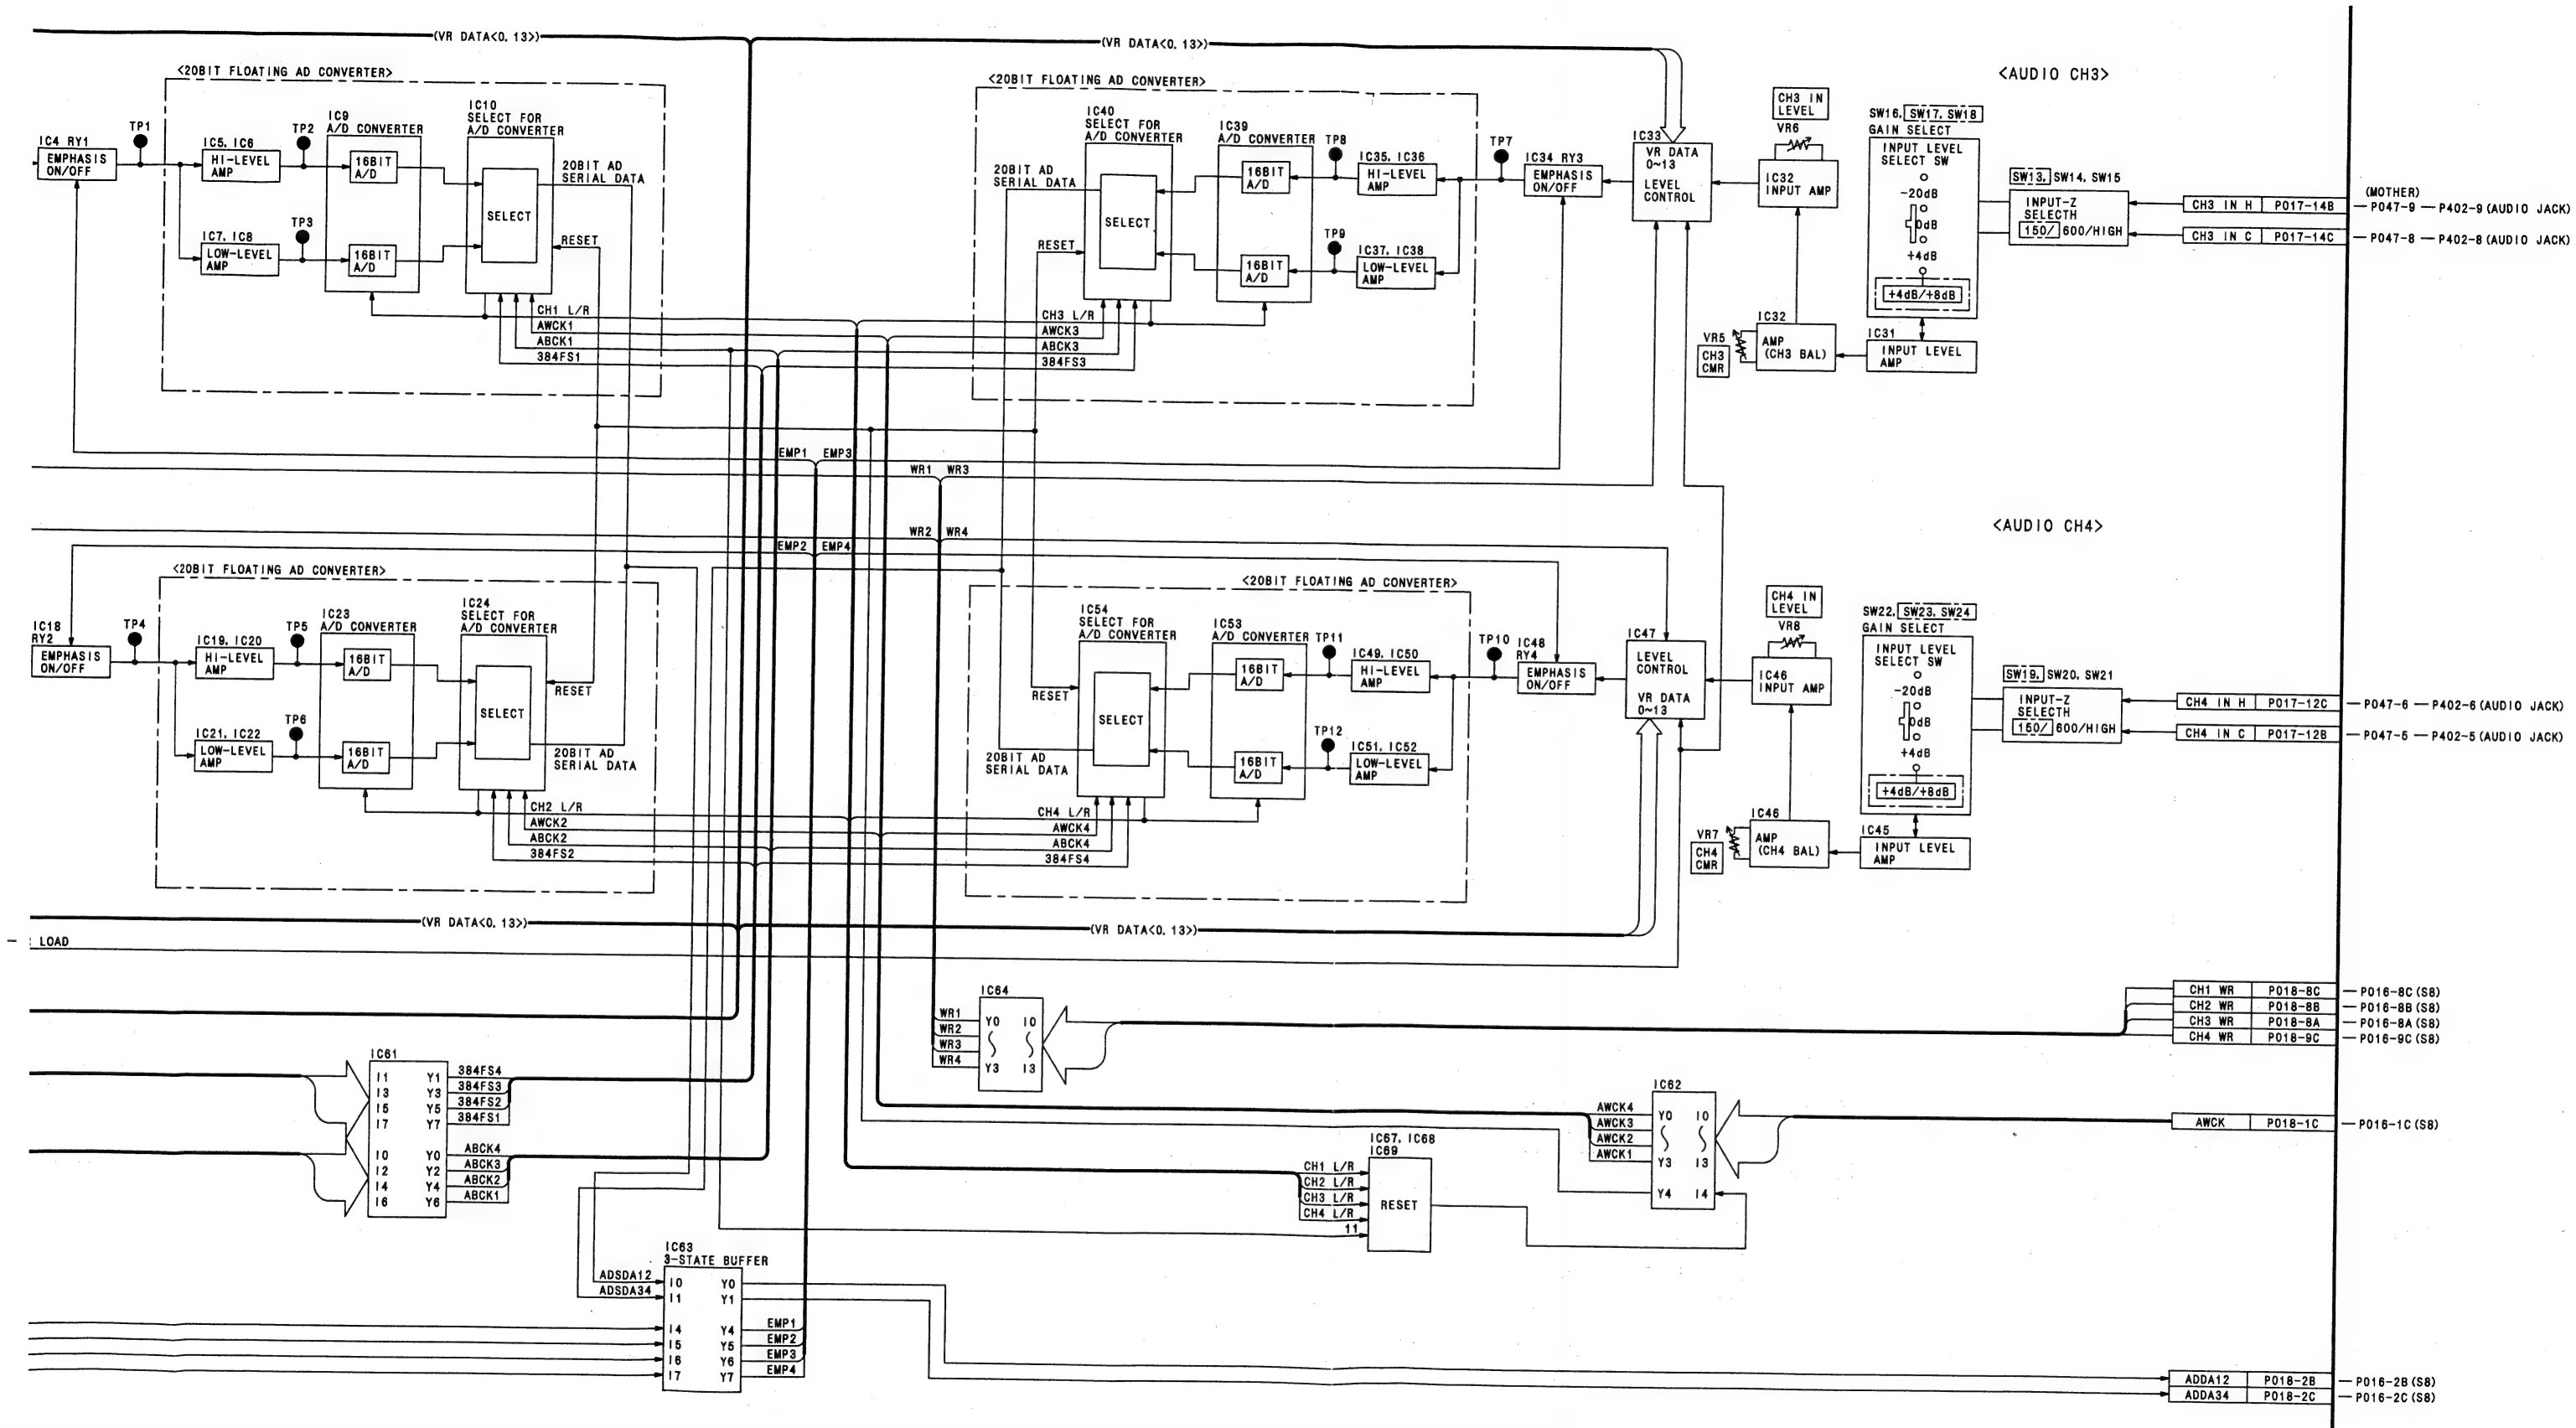 (VR DATA<0, 13>)
(VR DATA<0, 13>)
<AUDIO CH3>
<20BIT FLOATING AD CONVERTER>
IC4 RY1
EMPHASIS
ON/OFF
TP1
IC5, IC6
HI-LEVEL
AMP
TP2
IC7, IC8
LOW-LEVEL
AMP
TP3
IC9
A/D CONVERTER
16BIT
A/D
16BIT
A/D
IC10
SELECT FOR
A/D CONVERTER
SELECT
20BIT AD
SERIAL DATA
RESET
CH1 L/R
AWCK1
ABCK1
384FS1
<20BIT FLOATING AD CONVERTER>
IC40
SELECT FOR
A/D CONVERTER
SELECT
20BIT AD
SERIAL DATA
RESET
IC39
A/D CONVERTER
16BIT
A/D
16BIT
A/D
TP8
IC35, IC36
HI-LEVEL
AMP
TP9
IC37, IC38
LOW-LEVEL
AMP
TP7
IC34 RY3
EMPHASIS
ON/OFF
CH3 L/R
AWCK3
ABCK3
384FS3
IC33
VR DATA
0~13
LEVEL
CONTROL
CH3 IN
LEVEL
VR6
IC32
INPUT AMP
IC32
AMP
(CH3 BAL)
VR5
CH3
CMR
SW16, SW17, SW18
GAIN SELECT
INPUT LEVEL
SELECT SW
-20dB
0dB
+4dB
+4dB/+8dB
IC31
INPUT LEVEL
AMP
SW13, SW14, SW15
INPUT-Z
SELECTH
150/ 600/HIGH
CH3 IN H P017-14B
CH3 IN C P017-14C
(MOTHER)
P047-9 — P402-9 (AUDIO JACK)
P047-8 — P402-8 (AUDIO JACK)
EMP1 EMP3
WR1 WR3
WR2 WR4
EMP2 EMP4
<AUDIO CH4>
<20BIT FLOATING AD CONVERTER>
IC18
RY2
EMPHASIS
ON/OFF
TP4
IC19, IC20
HI-LEVEL
AMP
TP5
IC21, IC22
LOW-LEVEL
AMP
TP6
IC23
A/D CONVERTER
16BIT
A/D
16BIT
A/D
IC24
SELECT FOR
A/D CONVERTER
SELECT
RESET
20BIT AD
SERIAL DATA
CH2 L/R
AWCK2
ABCK2
384FS2
<20BIT FLOATING AD CONVERTER>
IC54
SELECT FOR
A/D CONVERTER
SELECT
RESET
20BIT AD
SERIAL DATA
IC53
A/D CONVERTER
16BIT
A/D
16BIT
A/D
TP11
IC49, IC50
HI-LEVEL
AMP
TP12
IC51, IC52
LOW-LEVEL
AMP
TP10
IC48
RY4
EMPHASIS
ON/OFF
CH4 L/R
AWCK4
ABCK4
384FS4
IC47
LEVEL
CONTROL
VR DATA
0~13
CH4 IN
LEVEL
VR8
IC46
INPUT AMP
IC46
AMP
(CH4 BAL)
VR7
CH4
CMR
SW22, SW23, SW24
GAIN SELECT
INPUT LEVEL
SELECT SW
-20dB
0dB
+4dB
+4dB/+8dB
IC45
INPUT LEVEL
AMP
SW19, SW20, SW21
INPUT-Z
SELECTH
150/ 600/HIGH
CH4 IN H P017-12C
CH4 IN C P017-12B
P047-6 — P402-6 (AUDIO JACK)
P047-5 — P402-5 (AUDIO JACK)
(VR DATA<0, 13>)
(VR DATA<0, 13>)
LOAD
IC64
WR1 Y0 I0
WR2
WR3
WR4 Y3 I3
CH1 WR P018-8C — P016-8C (S8)
CH2 WR P018-8B — P016-8B (S8)
CH3 WR P018-8A — P016-8A (S8)
CH4 WR P018-9C — P016-9C (S8)
IC61
I1 Y1 384FS4
I3 Y3 384FS3
I5 Y5 384FS2
I7 Y7 384FS1
I0 Y0 ABCK4
I2 Y2 ABCK3
I4 Y4 ABCK2
I6 Y6 ABCK1
IC62
AWCK4 Y0 I0
AWCK3
AWCK2
AWCK1 Y3 I3
Y4 I4
AWCK P018-1C — P016-1C (S8)
IC67, IC68
IC69
CH1 L/R
CH2 L/R
CH3 L/R
CH4 L/R
11
RESET
IC63
3-STATE BUFFER
ADSDA12 I0 Y0
ADSDA34 I1 Y1
I4 Y4 EMP1
I5 Y5 EMP2
I6 Y6 EMP3
I7 Y7 EMP4
ADDA12 P018-2B — P016-2B (S8)
ADDA34 P018-2C — P016-2C (S8)